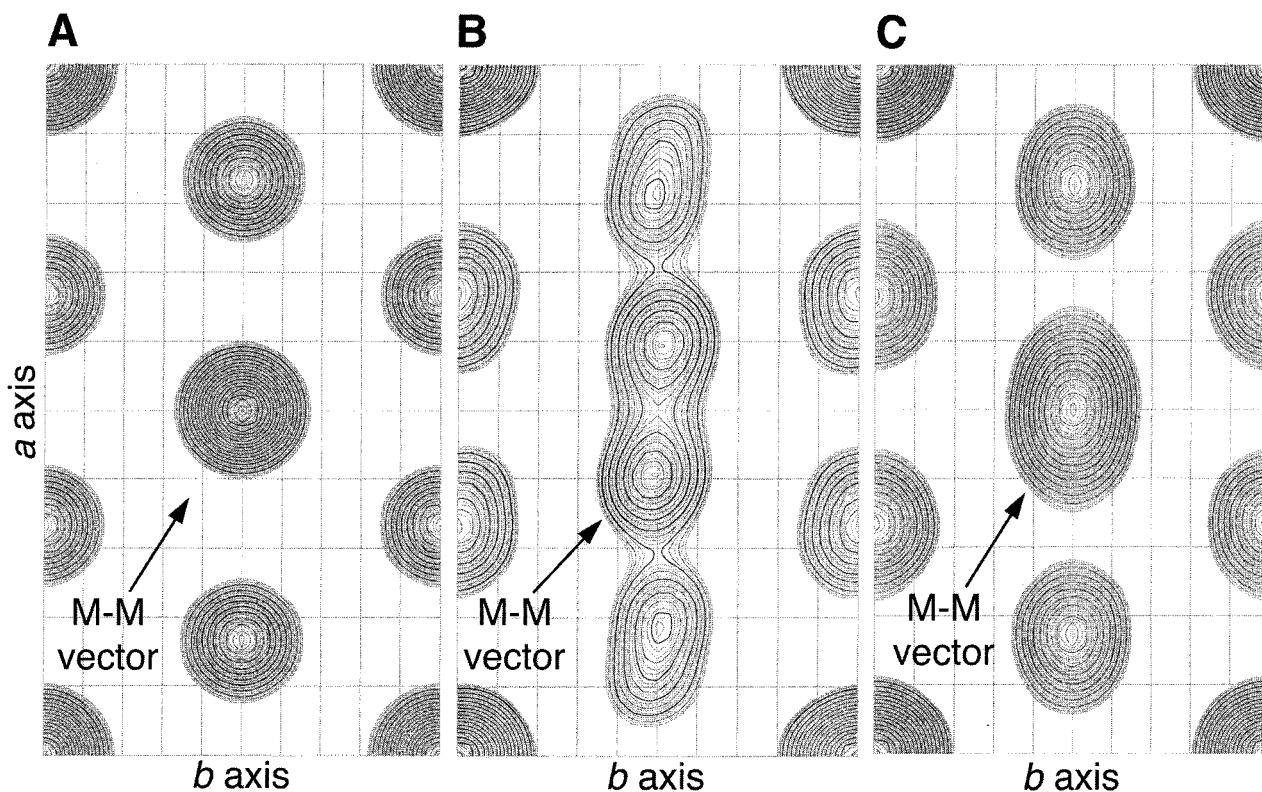 A
B
C
a axis
M-M
vector
M-M
vector
M-M
vector
b axis
b axis
b axis